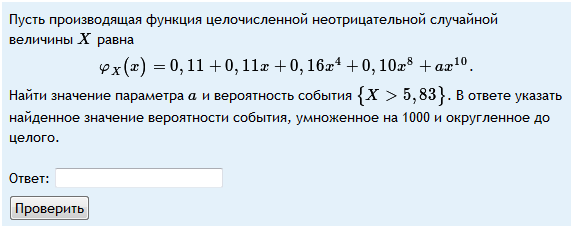 Пусть производящая функция целочисленной неотрицательной случайной
величины X равна
φ_X(x) = 0, 11 + 0, 11x + 0, 16x^4 + 0, 10x^8 + ax^10.
Найти значение параметра a и вероятность события {X > 5, 83}. В ответе указать
найденное значение вероятности события, умноженное на 1000 и округленное до
целого.
Ответ:
Проверить